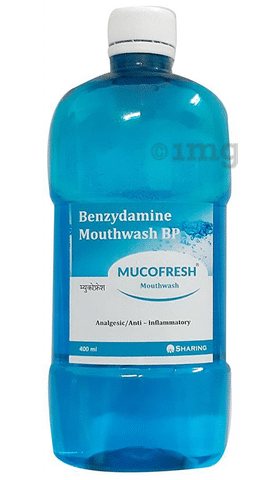 ©1mg
Benzydamine
Mouthwash BP
MUCOFRESH®
म्युकोफ्रेश
Mouthwash
Analgesic/Anti – Inflammatory
400 ml
SHARING